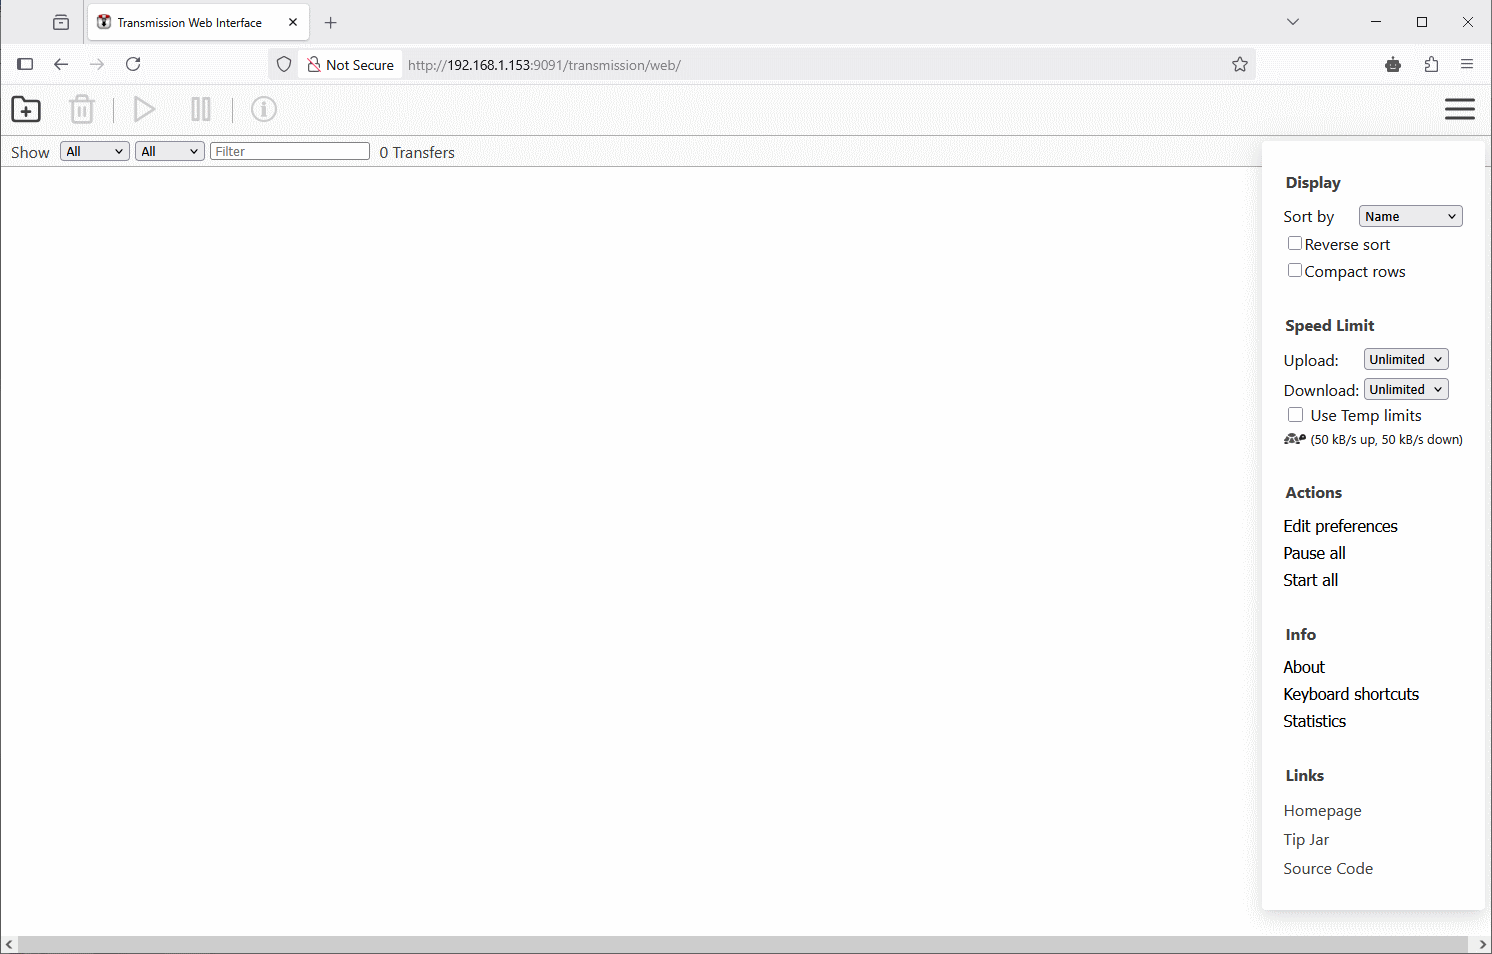 Transmission Web Interface
Not Secure http://192.168.1.153:9091/transmission/web/
Show All All Filter 0 Transfers
Display
Sort by Name
Reverse sort
Compact rows
Speed Limit
Upload: Unlimited
Download: Unlimited
Use Temp limits
(50 kB/s up, 50 kB/s down)
Actions
Edit preferences
Pause all
Start all
Info
About
Keyboard shortcuts
Statistics
Links
Homepage
Tip Jar
Source Code